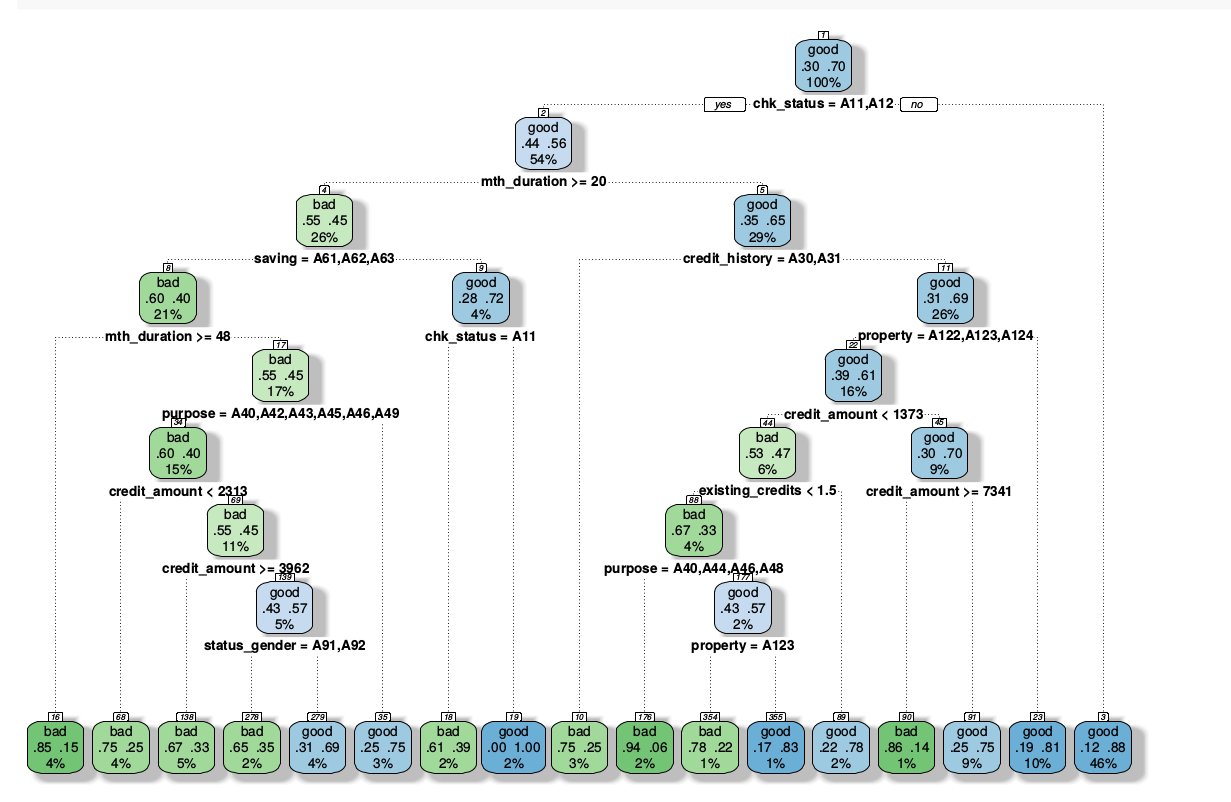 1
good
.30 .70
100%
yes chk_status = A11,A12 no
2
good
.44 .56
54%
mth_duration >= 20
4 5
bad good
.55 .45 .35 .65
26% 29%
saving = A61,A62,A63 credit_history = A30,A31
8 9 11
bad good good
.60 .40 .28 .72 .31 .69
21% 4% 26%
mth_duration >= 48 chk_status = A11 property = A122,A123,A124
17 22
bad good
.55 .45 .39 .61
17% 16%
purpose = A40,A42,A43,A45,A46,A49 credit_amount < 1373
34 44 45
bad bad good
.60 .40 .53 .47 .30 .70
15% 6% 9%
credit_amount < 2313 existing_credits < 1.5 credit_amount >= 7341
69 88
bad bad
.55 .45 .67 .33
11% 4%
credit_amount >= 3962 purpose = A40,A44,A46,A48
139 177
good good
.43 .57 .43 .57
5% 2%
status_gender = A91,A92 property = A123
16 68 138 278 279 35 18 19 10 176 354 355 89 90 91 23 3
bad bad bad bad good good bad good bad bad bad good good bad good good good
.85 .15 .75 .25 .67 .33 .65 .35 .31 .69 .25 .75 .61 .39 .00 1.00 .75 .25 .94 .06 .78 .22 .17 .83 .22 .78 .86 .14 .25 .75 .19 .81 .12 .88
4% 4% 5% 2% 4% 3% 2% 2% 3% 2% 1% 1% 2% 1% 9% 10% 46%